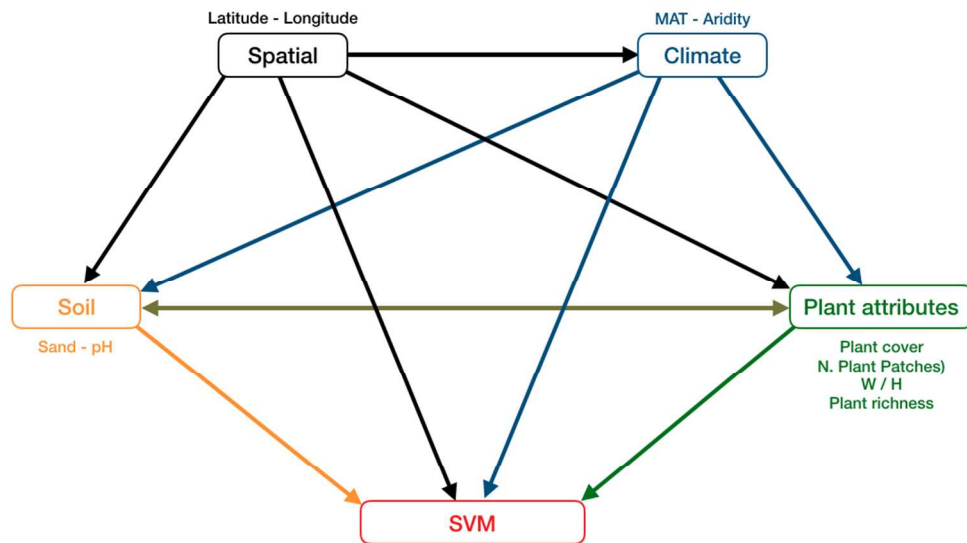 Latitude - Longitude
MAT - Aridity
Spatial
Climate
Soil
Plant attributes
Sand - pH
Plant cover
N. Plant Patches)
W / H
Plant richness
SVM